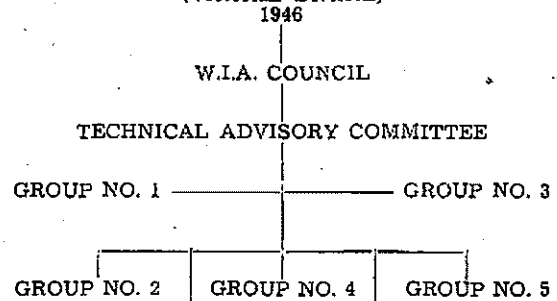 1946
W.I.A. COUNCIL
TECHNICAL ADVISORY COMMITTEE
GROUP NO. 1 GROUP NO. 3
GROUP NO. 2 GROUP NO. 4 GROUP NO. 5